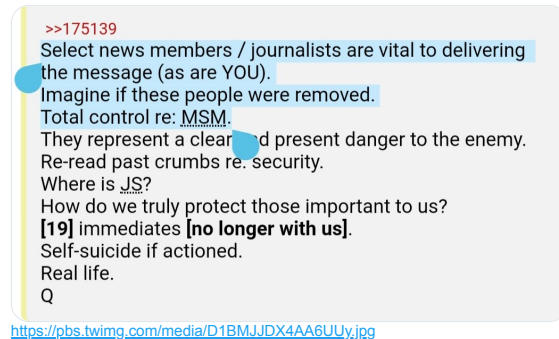 >>175139
Select news members / journalists are vital to delivering
the message (as are YOU).
Imagine if these people were removed.
Total control re: MSM.
They represent a clear present danger to the enemy.
Re-read past crumbs re: security.
Where is JS?
How do we truly protect those important to us?
[19] immediates [no longer with us].
Self-suicide if actioned.
Real life.
Q
https://pbs.twimg.com/media/D1BMJJDX4AA6UUy.jpg